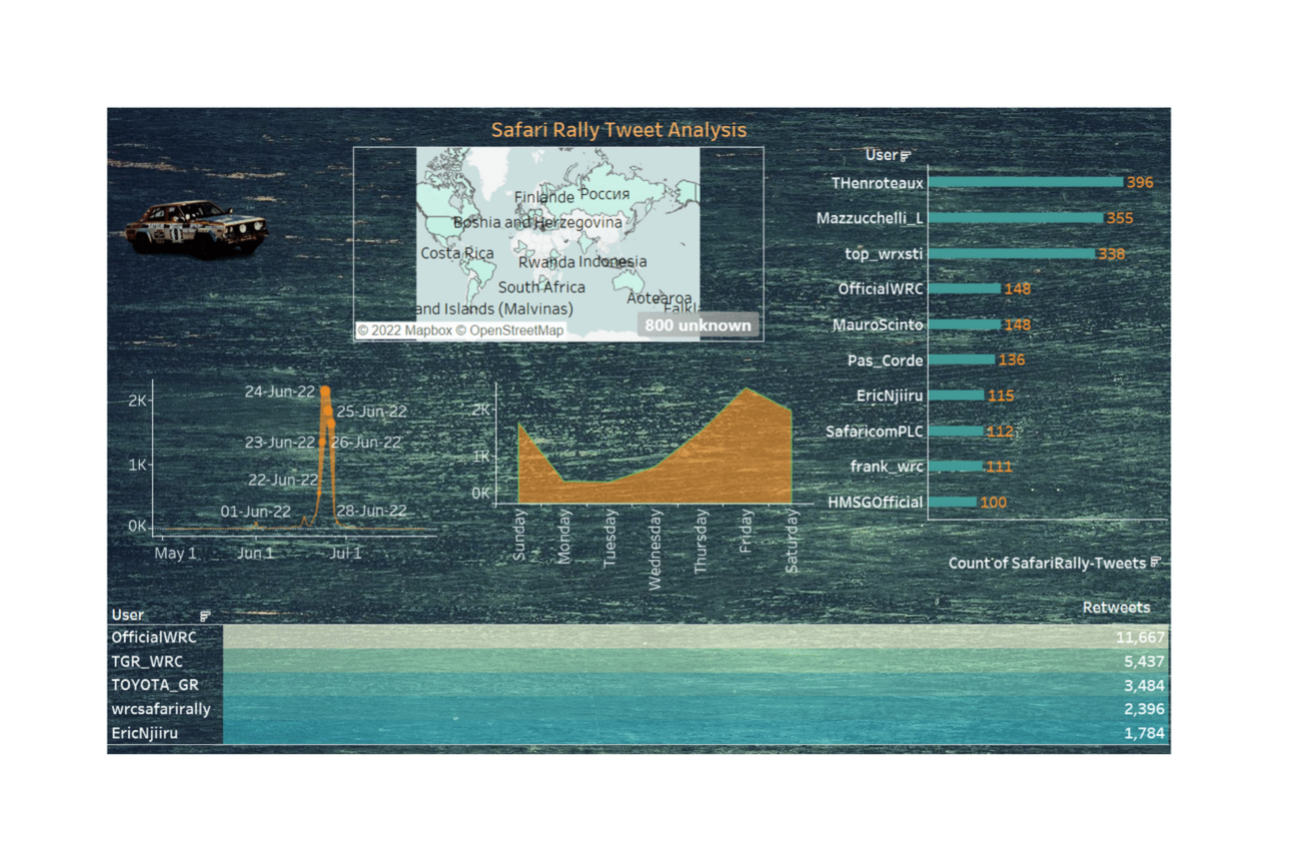 Safari Rally Tweet Analysis
Finlande
Россия
Boshia and Herzegovina
Costa Rica
Rwanda
Indonesia
South Africa
Aotearoa
and Islands (Malvinas)
Falkl
© 2022 Mapbox © OpenStreetMap
800 unknown
User
THenroteaux 396
Mazzucchelli_L 355
top_wrxsti 338
OfficialWRC 148
MauroScinto 148
Pas_Corde 136
EricNjiiru 115
SafaricomPLC 112
frank_wrc 111
HMSGOfficial 100
Count of SafariRally-Tweets
2K
1K
0K
24-Jun-22
25-Jun-22
23-Jun-22
26-Jun-22
22-Jun-22
01-Jun-22
28-Jun-22
May 1
Jun 1
Jul 1
2K
1K
0K
Sunday
Monday
Tuesday
Wednesday
Thursday
Friday
Saturday
User Retweets
OfficialWRC 11,667
TGR_WRC 5,437
TOYOTA_GR 3,484
wrcsafarirally 2,396
EricNjiiru 1,784